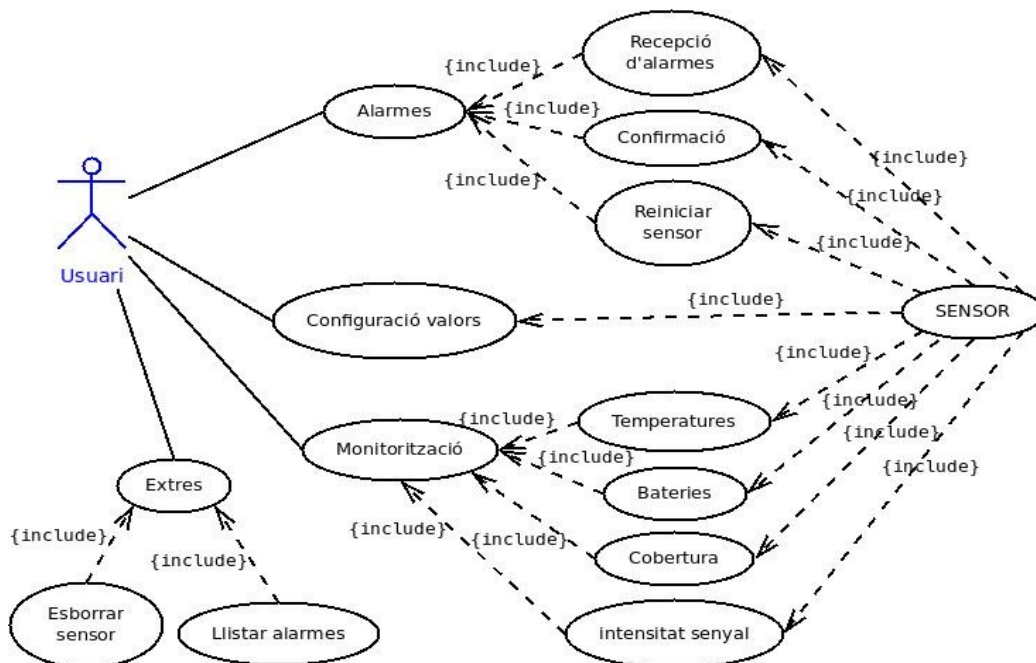 Recepció
d'alarmes
{include}
Alarmes
{include}
Confirmació
{include}
{include}
{include}
Reiniciar
sensor
{include}
Usuari
{include}
Configuració valors
SENSOR
{include}
Temperatures
{include}
{include}
Monitorització
{include}
{include}
Extres
Bateries
{include}
{include}
{include}
{include}
{include}
Cobertura
Esborrar
sensor
Llistar alarmes
intensitat senyal